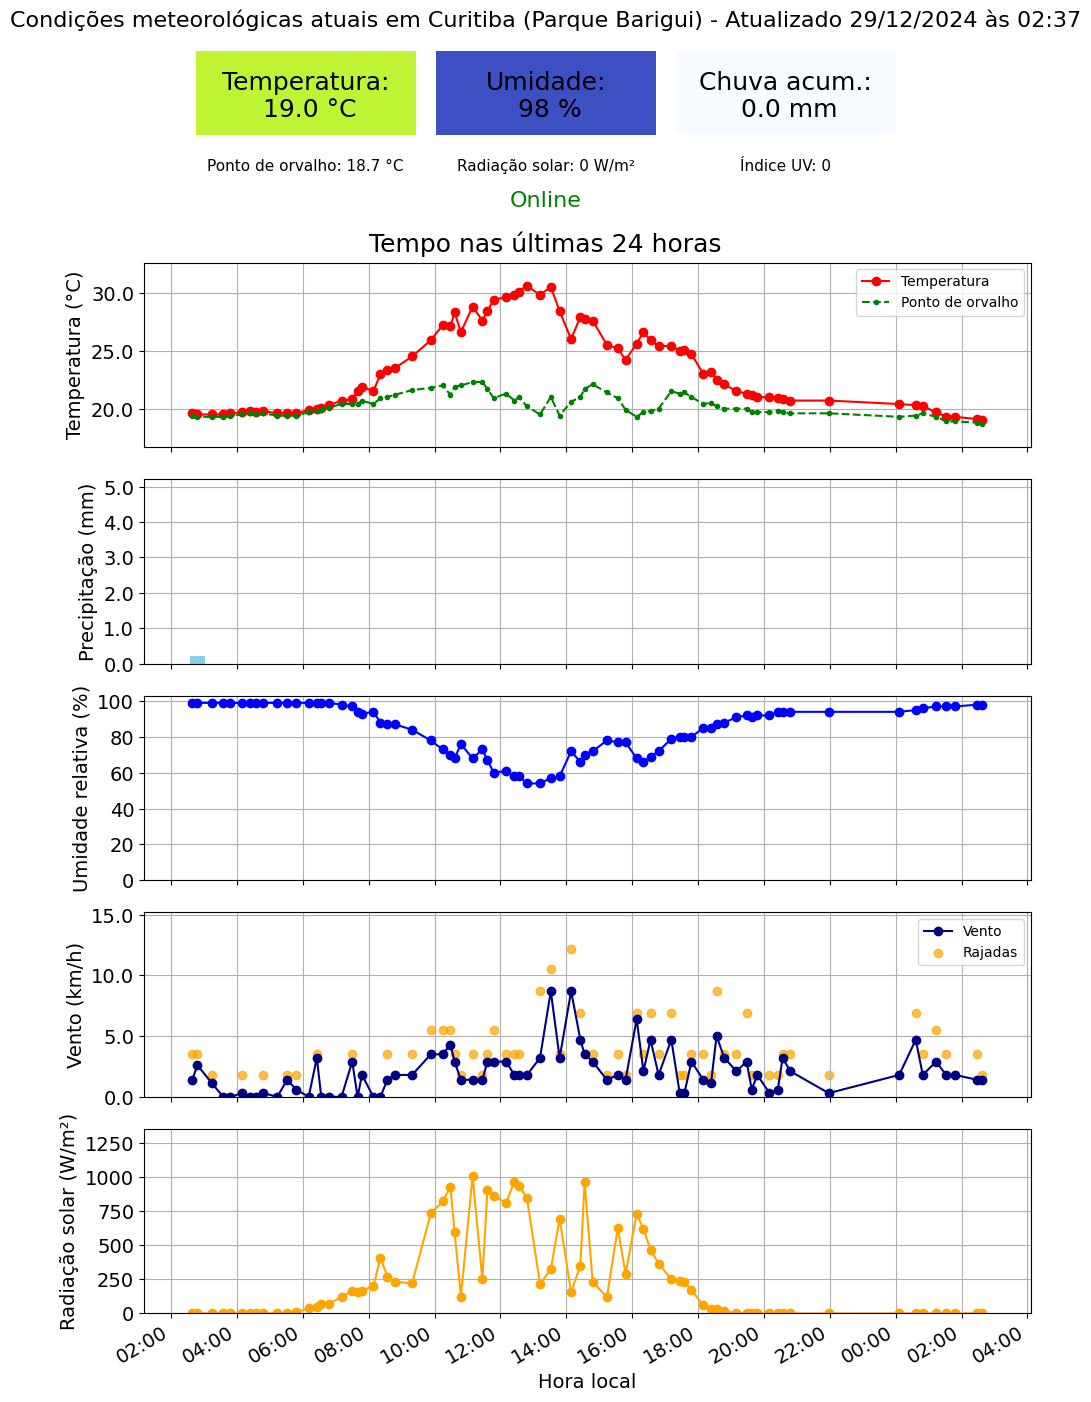 Condições meteorológicas atuais em Curitiba (Parque Barigui) - Atualizado 29/12/2024 às 02:37
Temperatura:
19.0 °C
Umidade:
98 %
Chuva acum.:
0.0 mm
Ponto de orvalho: 18.7 °C
Radiação solar: 0 W/m²
Índice UV: 0
Online
Tempo nas últimas 24 horas
Temperatura (°C)
30.0
25.0
20.0
Temperatura
Ponto de orvalho
Precipitação (mm)
5.0
4.0
3.0
2.0
1.0
0.0
Umidade relativa (%)
100
80
60
40
20
0
Vento (km/h)
15.0
10.0
5.0
0.0
Vento
Rajadas
Radiação solar (W/m²)
1250
1000
750
500
250
0
02:00 04:00 06:00 08:00 10:00 12:00 14:00 16:00 18:00 20:00 22:00 00:00 02:00 04:00
Hora local